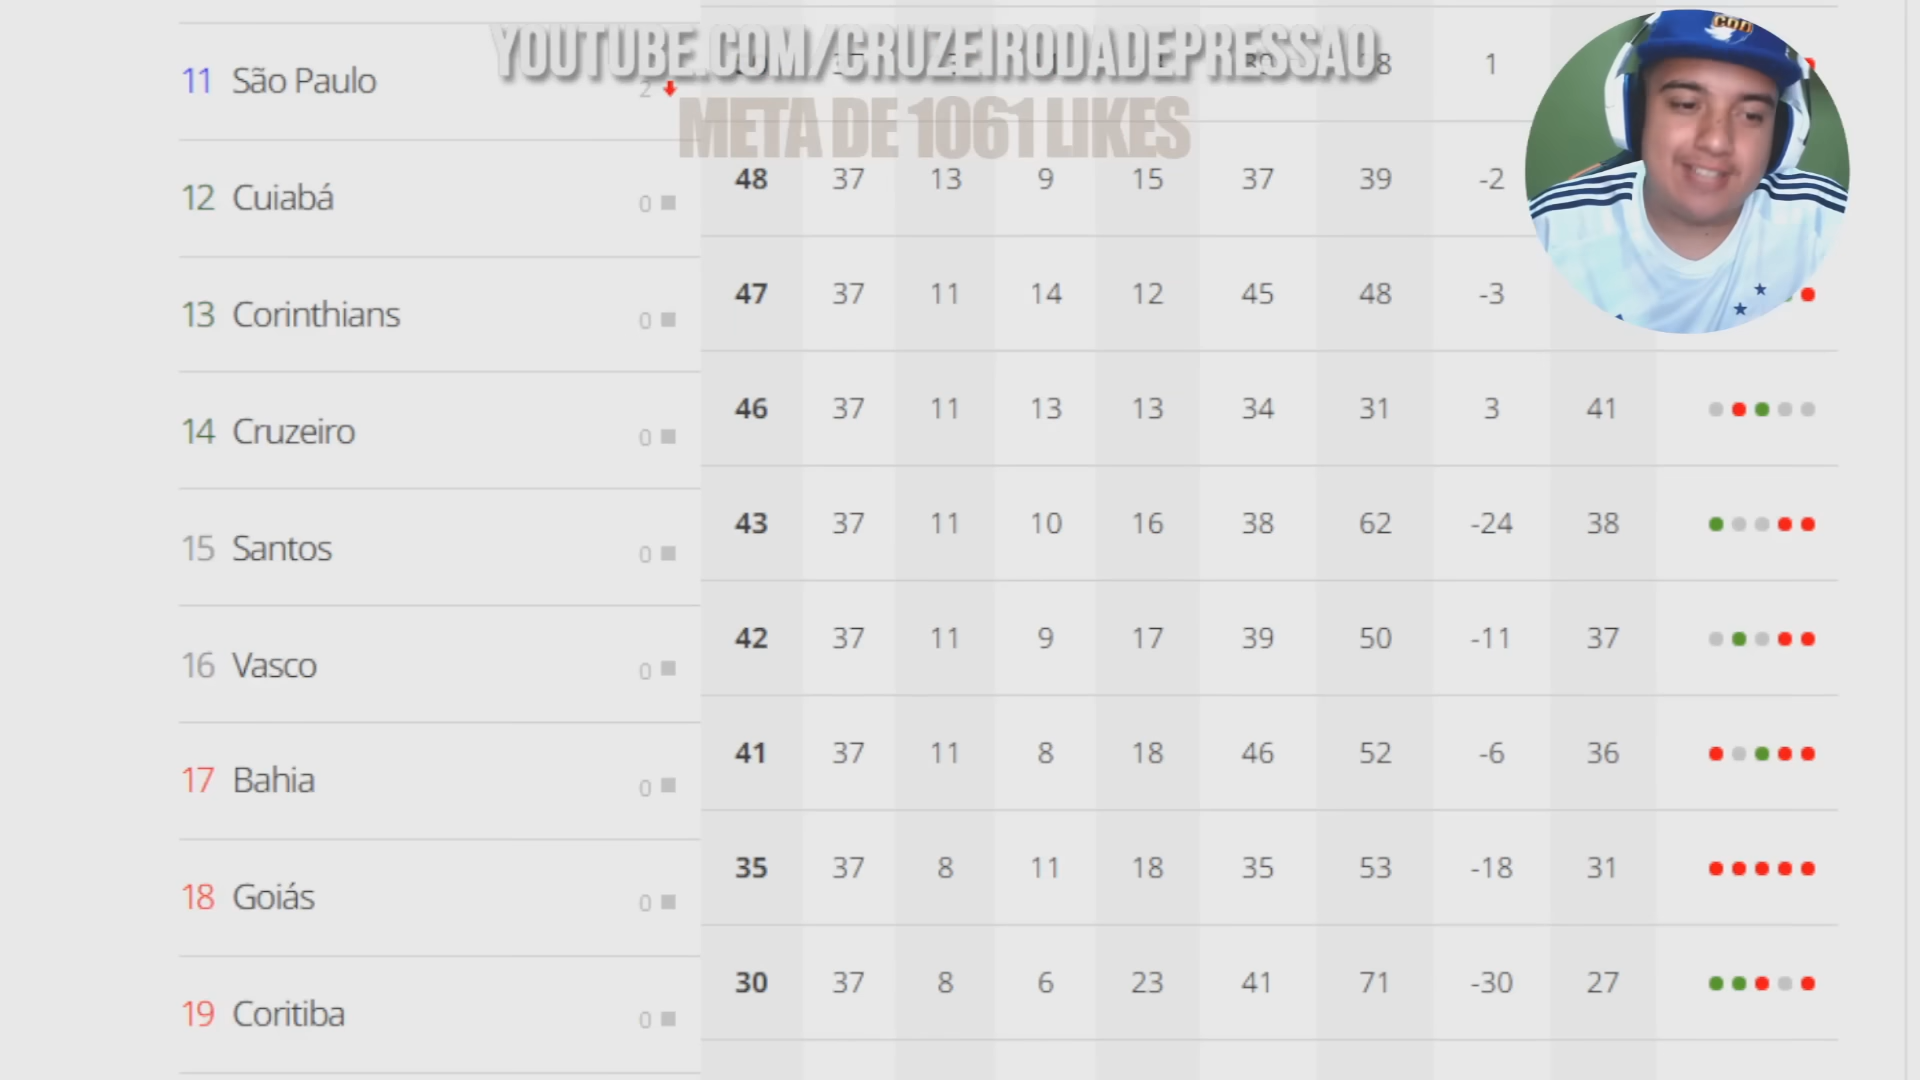 YOUTUBE.COM/CRUZEIRODADEPRESSAO
META DE 1061 LIKES
11 São Paulo 2 1
12 Cuiabá 0 48 37 13 9 15 37 39 -2
13 Corinthians 0 47 37 11 14 12 45 48 -3
14 Cruzeiro 0 46 37 11 13 13 34 31 3 41
15 Santos 0 43 37 11 10 16 38 62 -24 38
16 Vasco 0 42 37 11 9 17 39 50 -11 37
17 Bahia 0 41 37 11 8 18 46 52 -6 36
18 Goiás 0 35 37 8 11 18 35 53 -18 31
19 Coritiba 0 30 37 8 6 23 41 71 -30 27